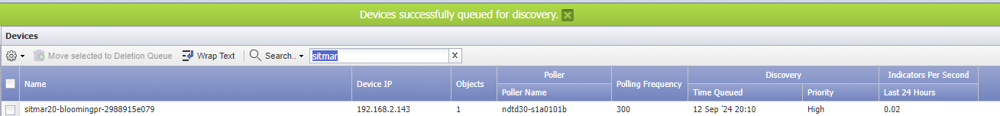 Devices successfully queued for discovery.
Devices
Move selected to Deletion Queue Wrap Text Search.. sitmar x
Name Device IP Objects Poller Polling Frequency Discovery Indicators Per Second
Poller Name Time Queued Priority Last 24 Hours
sitmar20-bloomingpr-2988915e079 192.168.2.143 1 ndtd30-s1a0101b 300 12 Sep '24 20:10 High 0.02